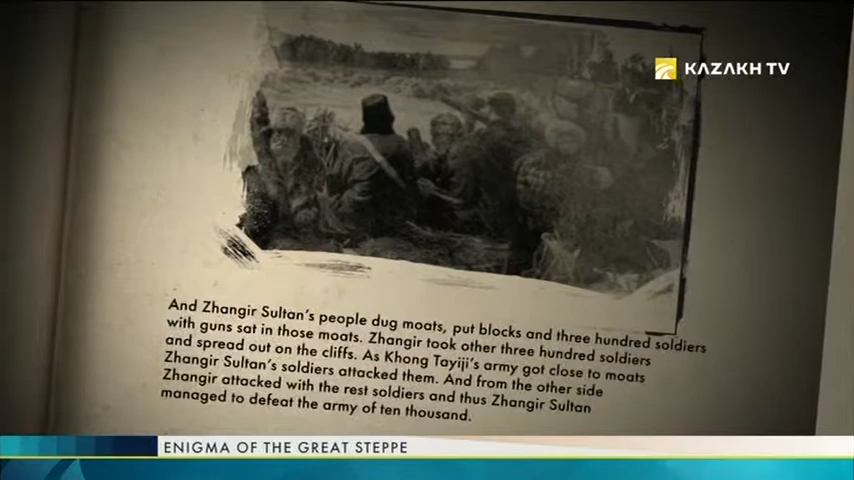 KAZAKH TV
And Zhangir Sultan's people dug moats, put blocks and three hundred soldiers
with guns sat in those moats. Zhangir took other three hundred soldiers
and spread out on the cliffs. As Khong Tayiji's army got close to moats
Zhangir Sultan's soldiers attacked them. And from the other side
Zhangir attacked with the rest soldiers and thus Zhangir Sultan
managed to defeat the army of ten thousand.
ENIGMA OF THE GREAT STEPPE